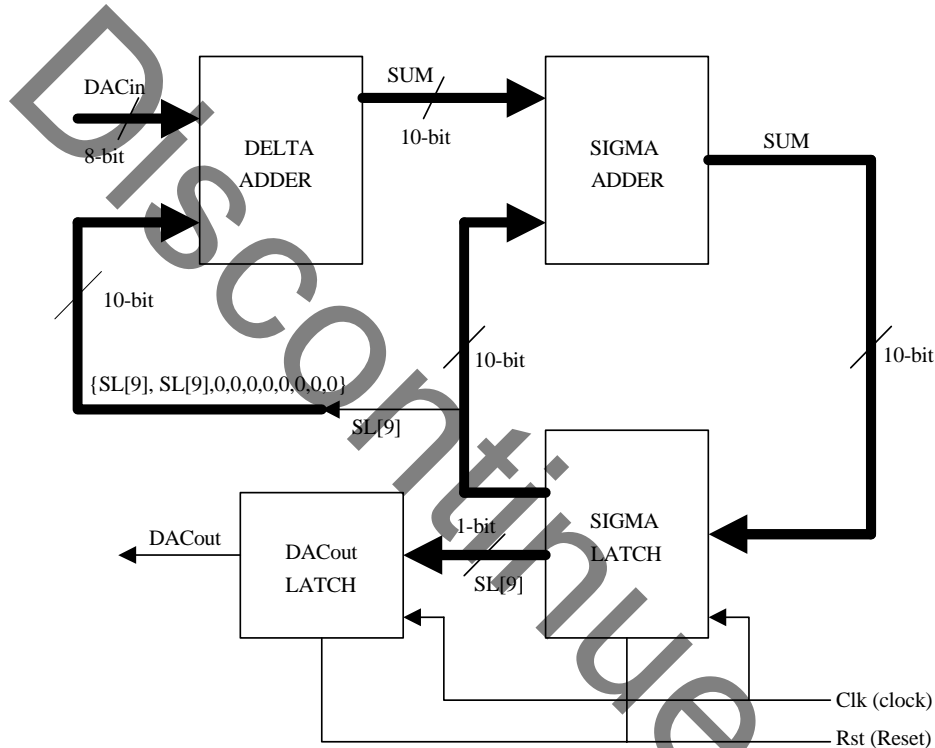 DACin
8-bit
DELTA
ADDER
SUM
10-bit
SIGMA
ADDER
SUM
10-bit
{SL[9], SL[9],0,0,0,0,0,0,0,0}
SL[9]
10-bit
10-bit
DACout
DACout
LATCH
1-bit
SL[9]
SIGMA
LATCH
Clk (clock)
Rst (Reset)
Discontinue